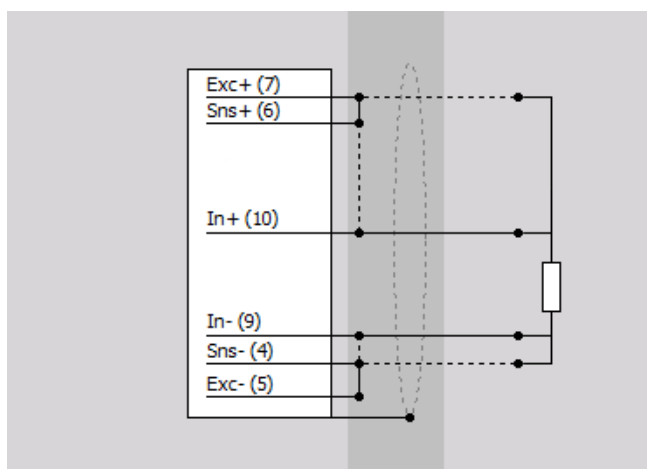 Exc+ (7)
Sns+ (6)
In+ (10)
In- (9)
Sns- (4)
Exc- (5)